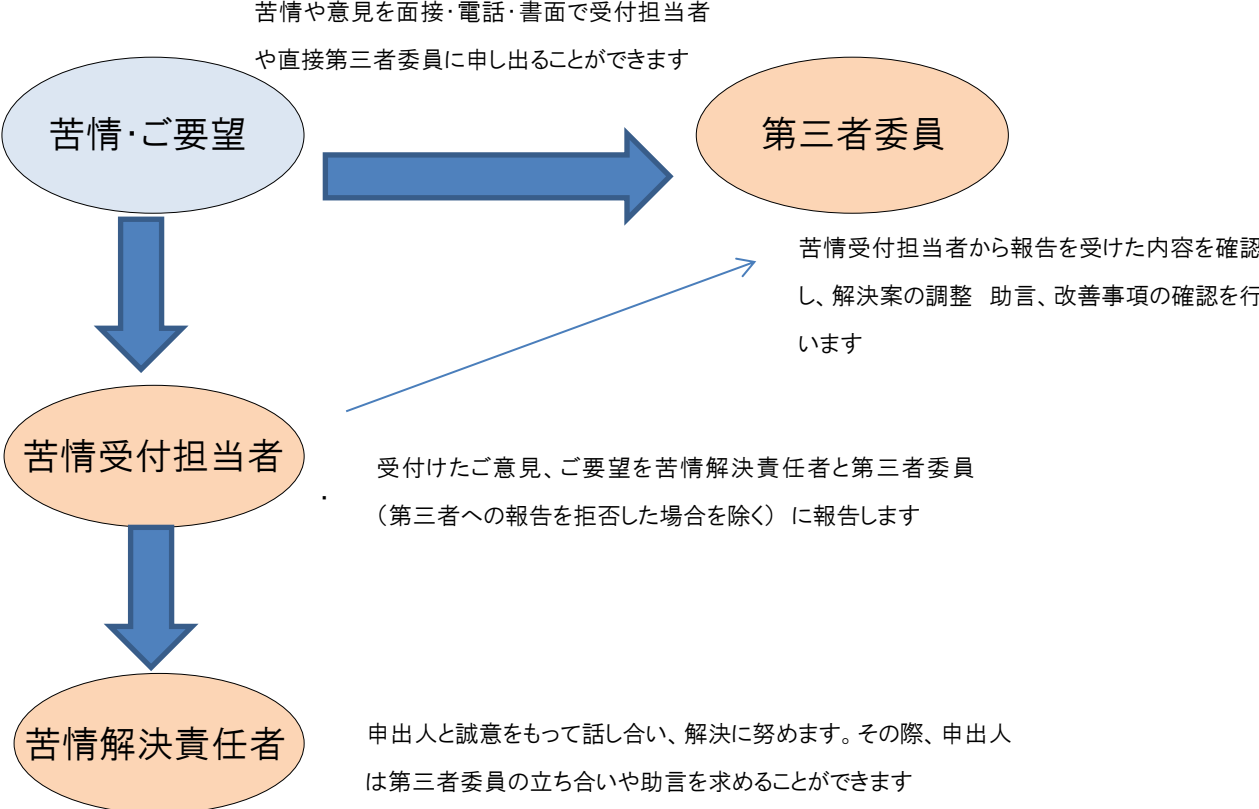 苦情や意見を面接・電話・書面で受付担当者
や直接第三者委員に申し出ることができます
苦情・ご要望
第三者委員
苦情受付担当者から報告を受けた内容を確認
し、解決案の調整　助言、改善事項の確認を行
います
苦情受付担当者
.
受付けたご意見、ご要望を苦情解決責任者と第三者委員
（第三者への報告を拒否した場合を除く）　に報告します
苦情解決責任者
申出人と誠意をもって話し合い、解決に努めます。その際、申出人
は第三者委員の立ち合いや助言を求めることができます